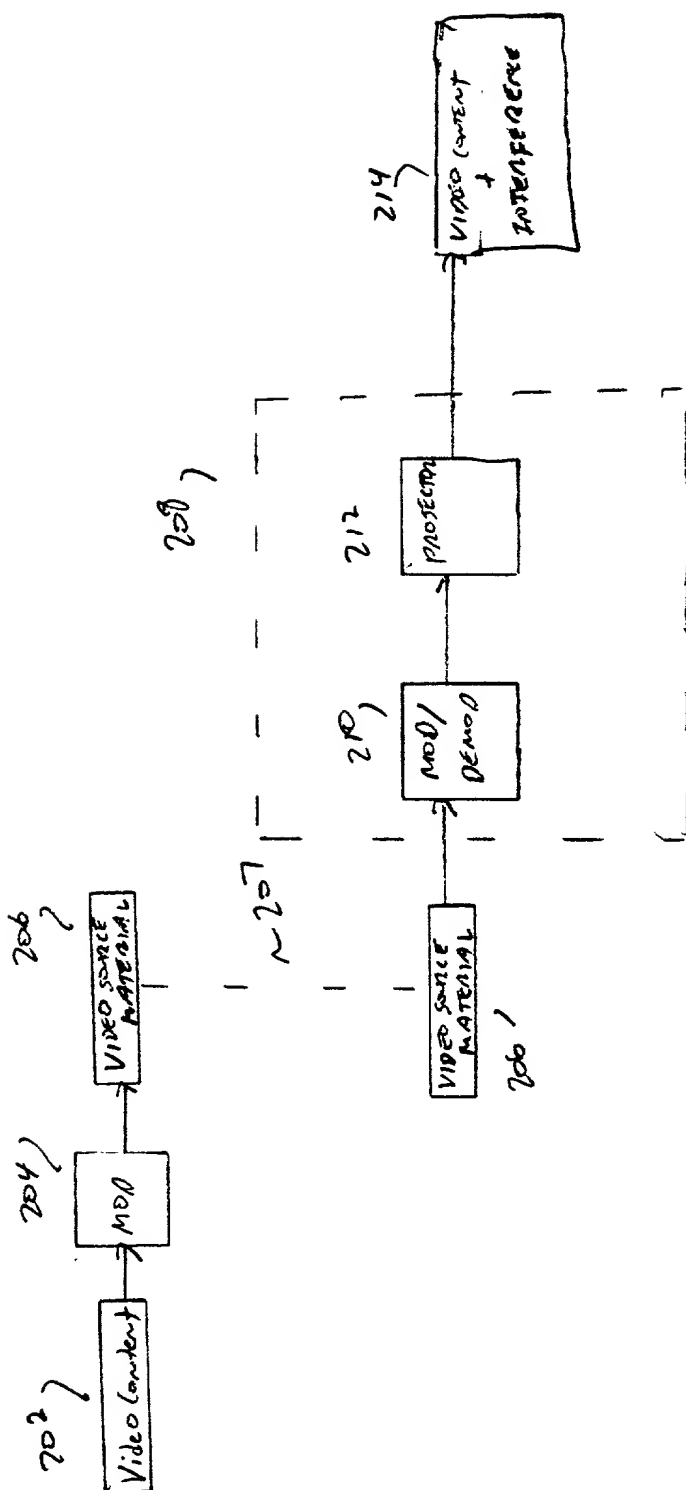 202
Video Content
204
MOD
206
VIDEO SOURCE
MATERIAL
~207
206
VIDEO SOURCE
MATERIAL
208
210
MOD/
DEMOD
212
PROJECTOR
214
VIDEO CONTENT
+
INTERFERENCE